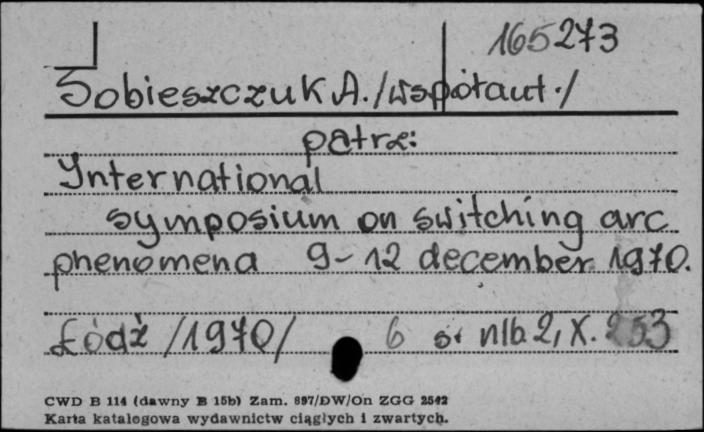 165273
Sobieszczuk A. /współaut./
patrz:
International
symposium on switching arc
phenomena 9-12 december 1970.
Łódź /1970/ 6 s. nlb. 2, X. 253
CWD B 114 (dawny B 15b) Zam. 897/DW/On ZGG 2542
Karta katalogowa wydawnictw ciągłych i zwartych.